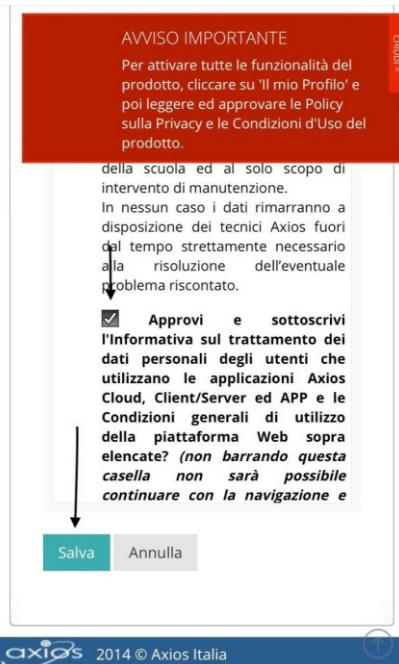 AVVISO IMPORTANTE
CHIUDI ×
Per attivare tutte le funzionalità del
prodotto, cliccare su 'Il mio Profilo' e
poi leggere ed approvare le Policy
sulla Privacy e le Condizioni d'Uso del
prodotto.
della scuola ed al solo scopo di
intervento di manutenzione.
In nessun caso i dati rimarranno a
disposizione dei tecnici Axios fuori
dal tempo strettamente necessario
alla risoluzione dell'eventuale
problema riscontato.
Approvi e sottoscrivi
l'Informativa sul trattamento dei
dati personali degli utenti che
utilizzano le applicazioni Axios
Cloud, Client/Server ed APP e le
Condizioni generali di utilizzo
della piattaforma Web sopra
elencate? (non barrando questa
casella non sarà possibile
continuare con la navigazione e
Salva Annulla
axios 2014 © Axios Italia